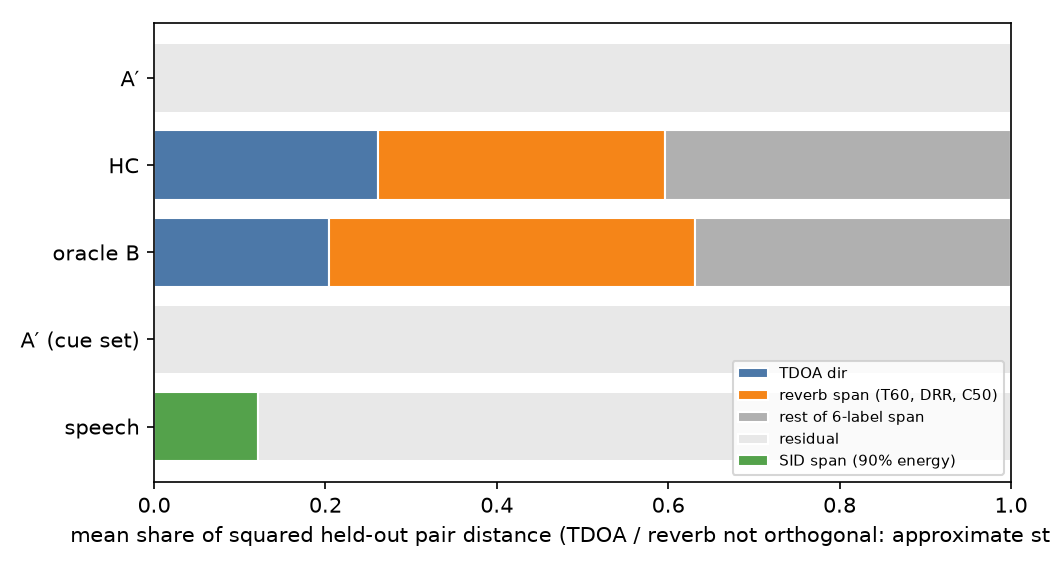 A′
HC
oracle B
A′ (cue set)
speech
TDOA dir
reverb span (T60, DRR, C50)
rest of 6-label span
residual
SID span (90% energy)
0.0 0.2 0.4 0.6 0.8 1.0
mean share of squared held-out pair distance (TDOA / reverb not orthogonal: approximate st